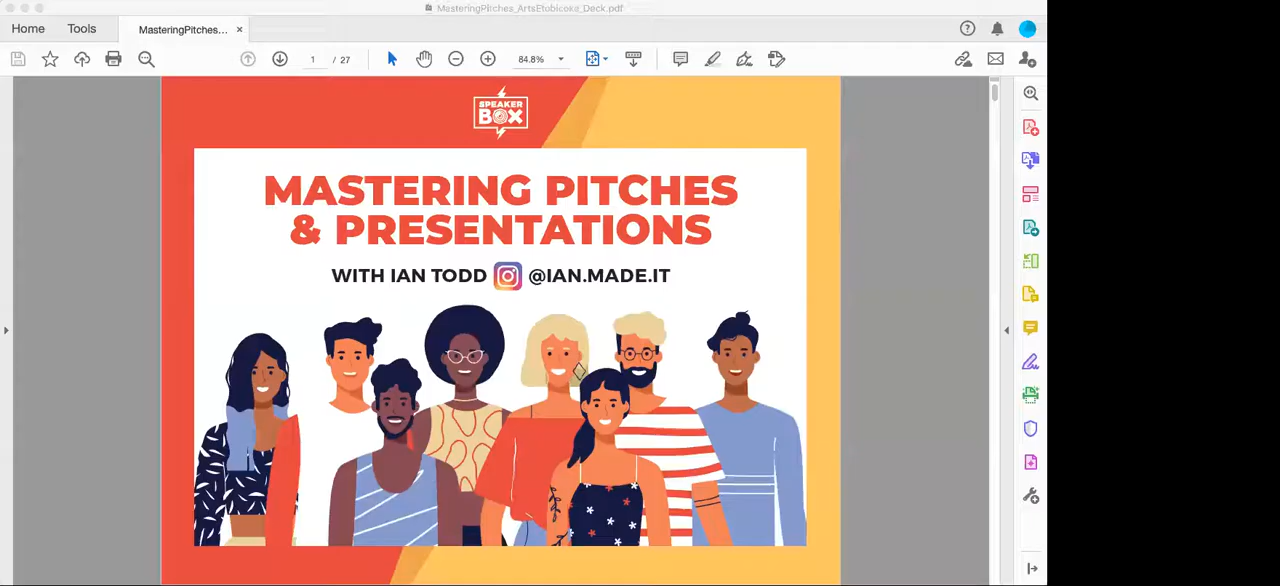 MasteringPitches_ArtsEtobicoke_Deck.pdf
Home Tools MasteringPitches... ×
1 / 27 84.8%
SPEAKER
BOX
MASTERING PITCHES
& PRESENTATIONS
WITH IAN TODD @IAN.MADE.IT